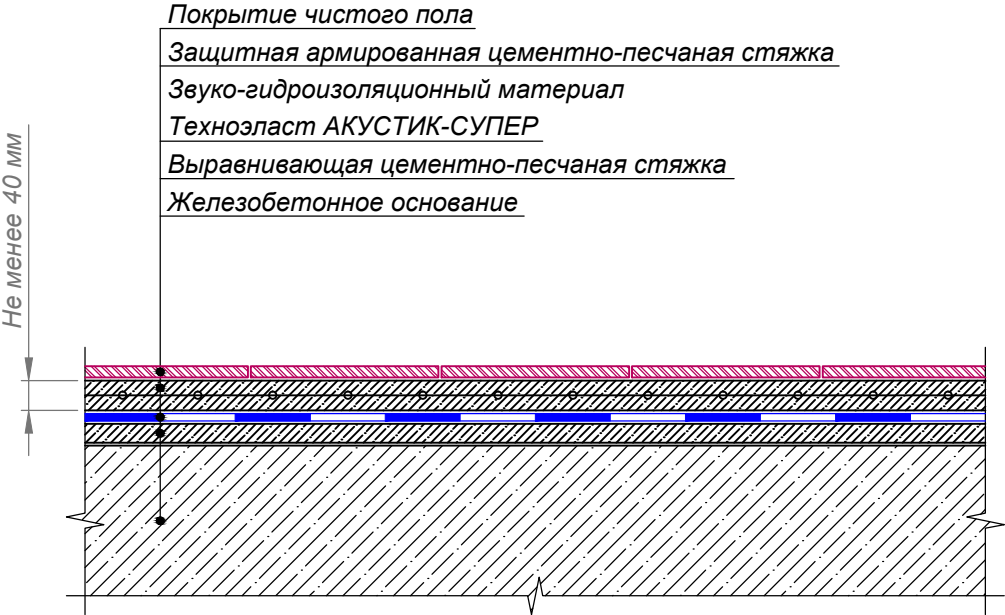 Покрытие чистого пола
Защитная армированная цементно-песчаная стяжка
Звуко-гидроизоляционный материал
Техноэласт АКУСТИК-СУПЕР
Выравнивающая цементно-песчаная стяжка
Железобетонное основание
Не менее 40 мм